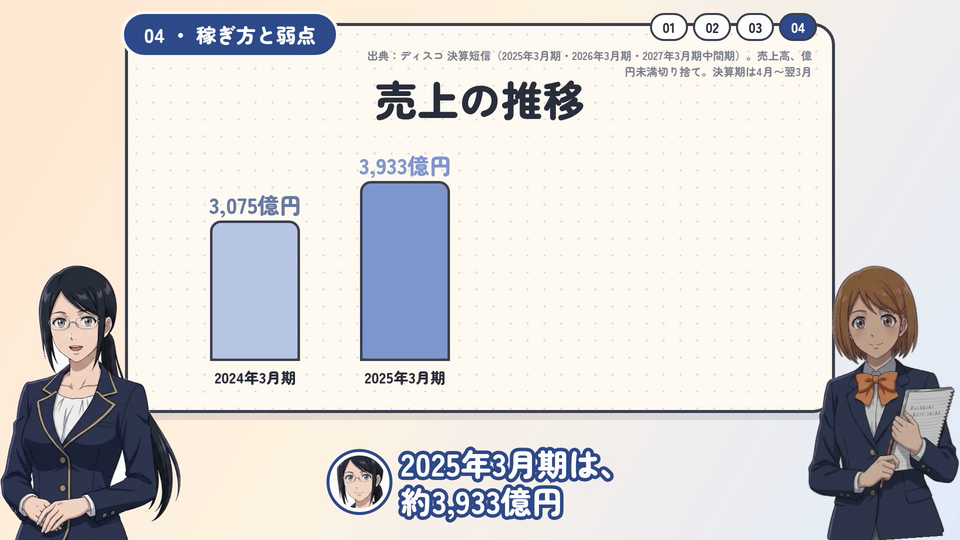 04 ・ 稼ぎ方と弱点
01 02 03 04
出典：ディスコ 決算短信（2025年3月期・2026年3月期・2027年3月期中間期）。売上高、億
円未満切り捨て。決算期は4月〜翌3月
売上の推移
3,933億円
3,075億円
2024年3月期 2025年3月期
2025年3月期は、
約3,933億円